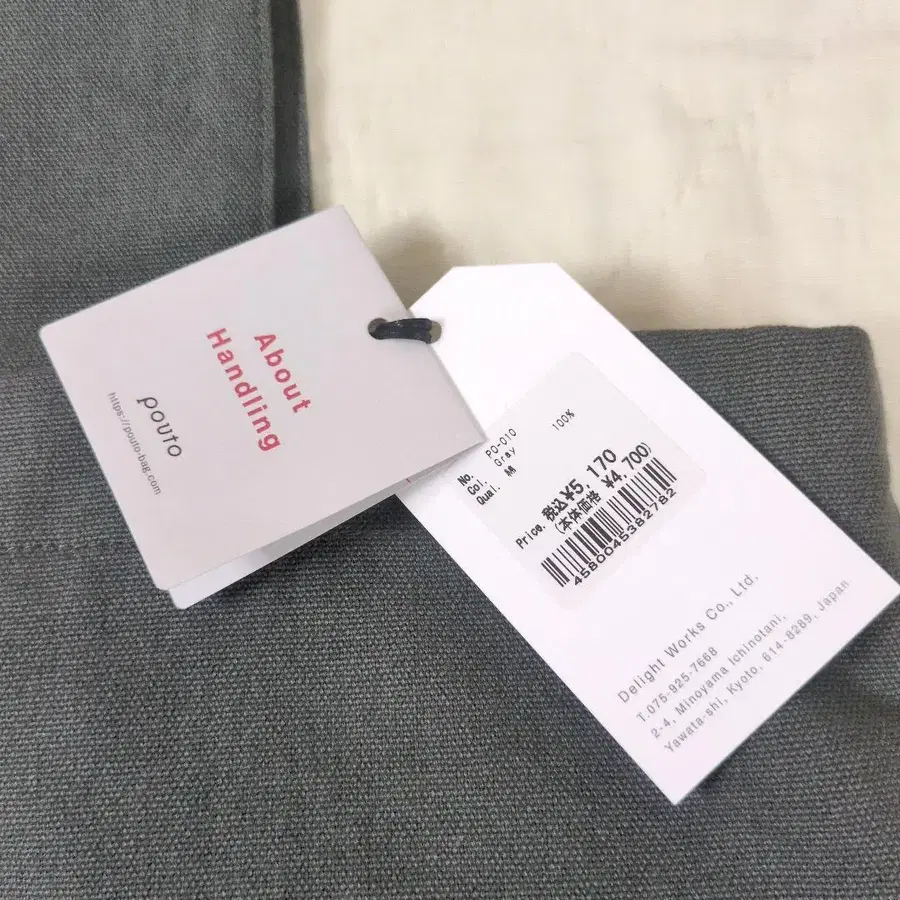 About
Handling
pouto
https://pouto-bag.com
No. PO-010
Col. Gray
Qual. 綿 100%
Price. 税込¥5,170
(本体価格 ¥4,700)
4580045382782
Delight Works Co., Ltd.
T.075-925-7668
2-4, Minoyama Ichinotani,
Yawata-shi, Kyoto, 614-8289, Japan